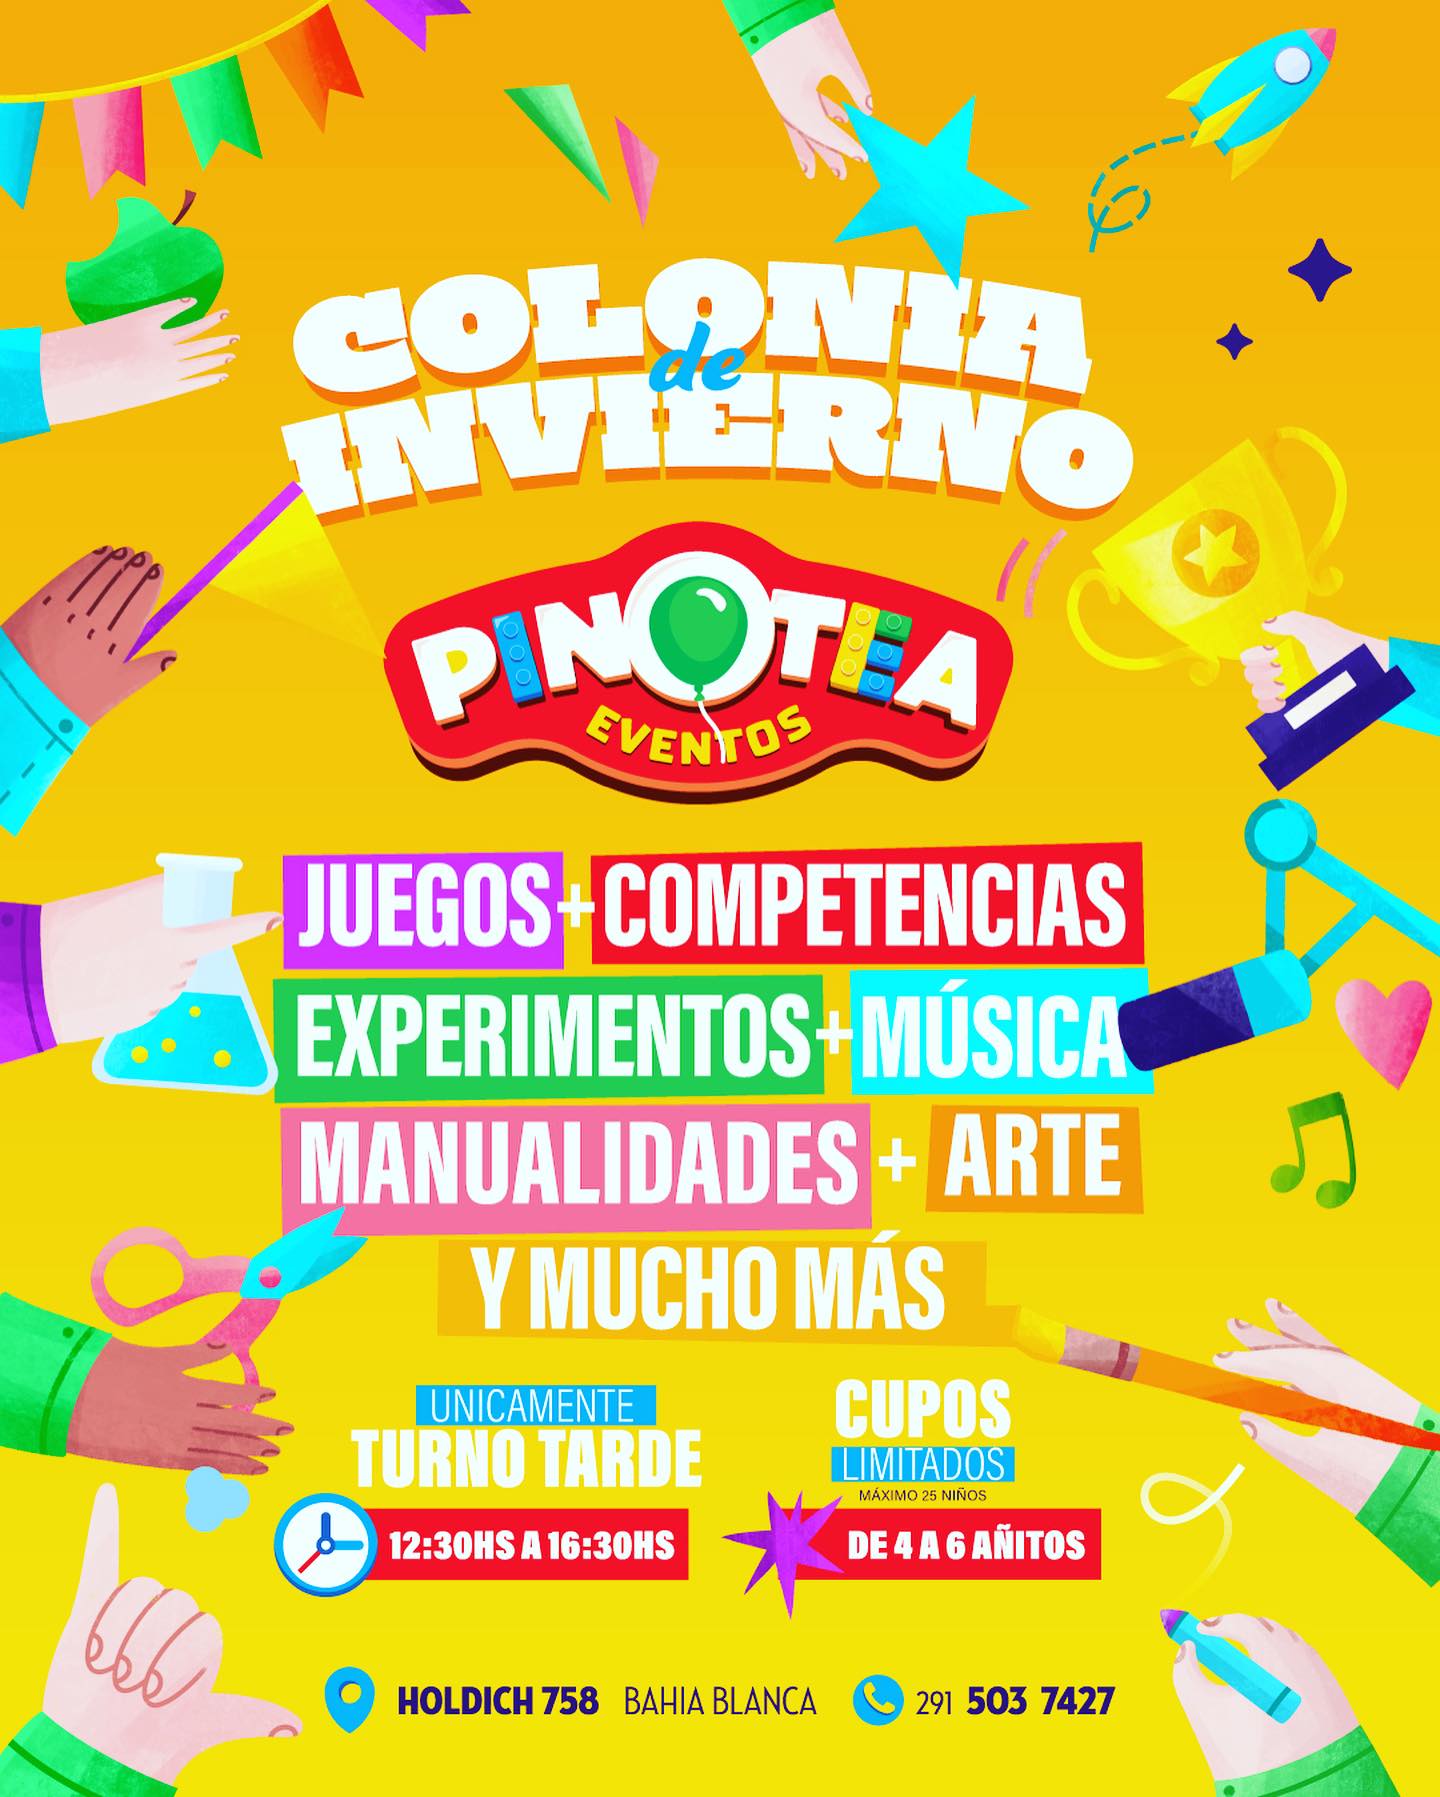 COLONIA
de
INVIERNO
PINOTEA
EVENTOS
JUEGOS + COMPETENCIAS
EXPERIMENTOS + MÚSICA
MANUALIDADES + ARTE
Y MUCHO MÁS
UNICAMENTE
TURNO TARDE
12:30HS A 16:30HS
CUPOS
LIMITADOS
MÁXIMO 25 NIÑOS
DE 4 A 6 AÑITOS
HOLDICH 758 BAHIA BLANCA 291 503 7427